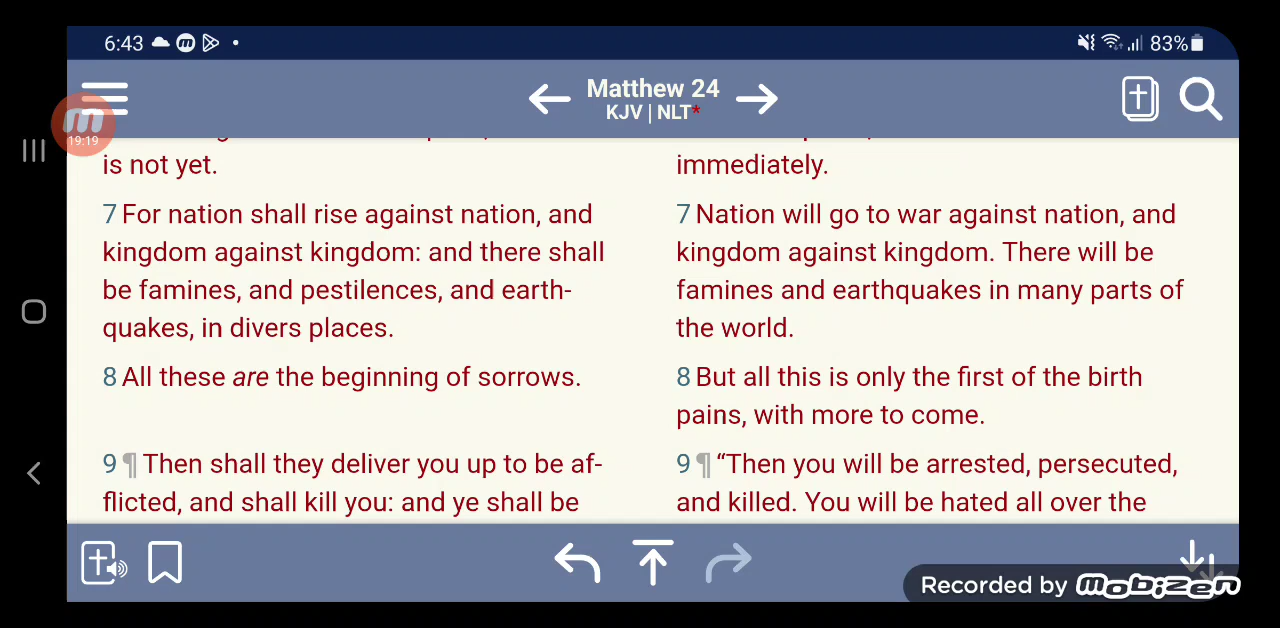 6:43
83%
Matthew 24
KJV | NLT*
19:19
is not yet.
7 For nation shall rise against nation, and
kingdom against kingdom: and there shall
be famines, and pestilences, and earth-
quakes, in divers places.
8 All these are the beginning of sorrows.
9 ¶ Then shall they deliver you up to be af-
flicted, and shall kill you: and ye shall be
immediately.
7 Nation will go to war against nation, and
kingdom against kingdom. There will be
famines and earthquakes in many parts of
the world.
8 But all this is only the first of the birth
pains, with more to come.
9 ¶ “Then you will be arrested, persecuted,
and killed. You will be hated all over the
Recorded by mobizen